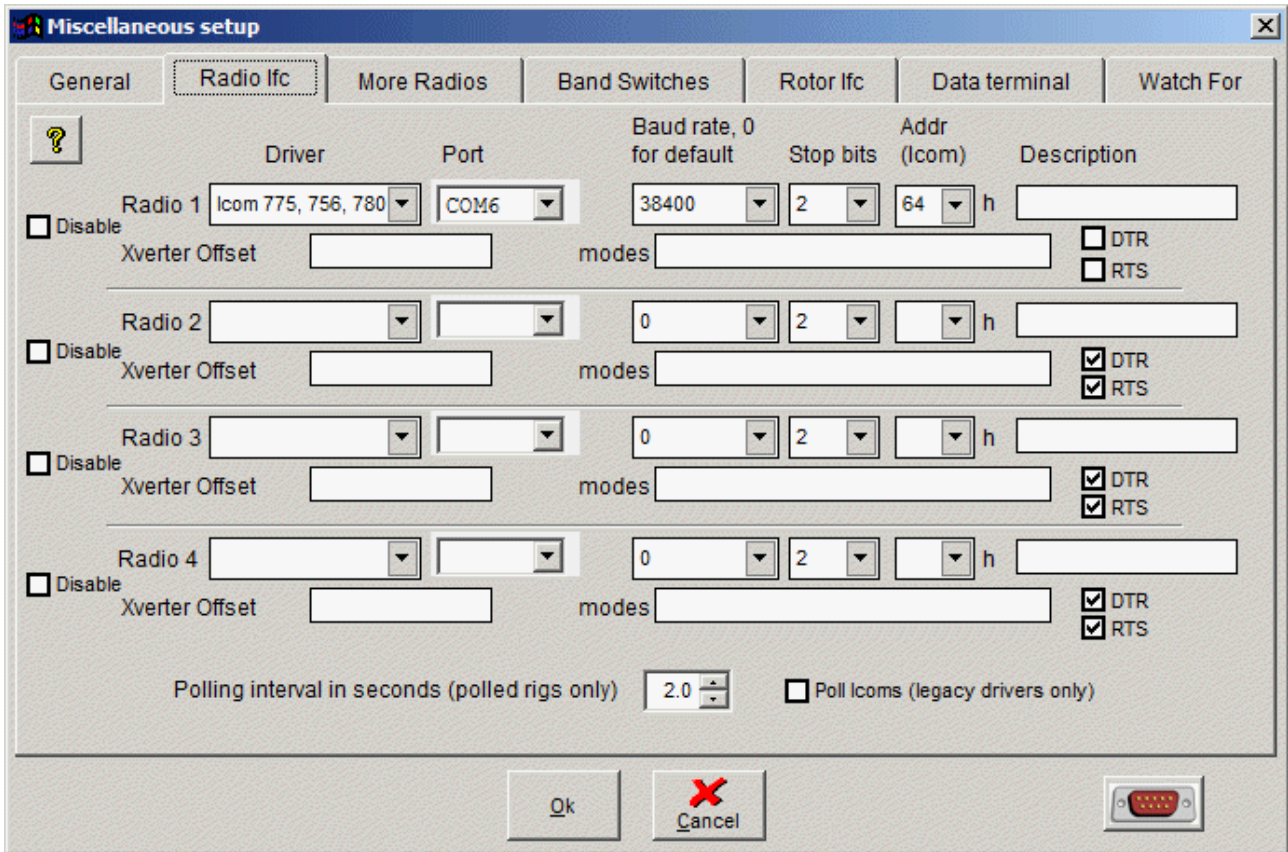 Miscellaneous setup
General Radio Ifc More Radios Band Switches Rotor Ifc Data terminal Watch For
Driver Port Baud rate, 0 for default Stop bits Addr (Icom) Description
Radio 1 Icom 775, 756, 780 COM6 38400 2 64 h
Disable
Xverter Offset modes DTR
RTS
Radio 2 0 2 h
Disable
Xverter Offset modes DTR
RTS
Radio 3 0 2 h
Disable
Xverter Offset modes DTR
RTS
Radio 4 0 2 h
Disable
Xverter Offset modes DTR
RTS
Polling interval in seconds (polled rigs only) 2.0 Poll Icoms (legacy drivers only)
Ok Cancel